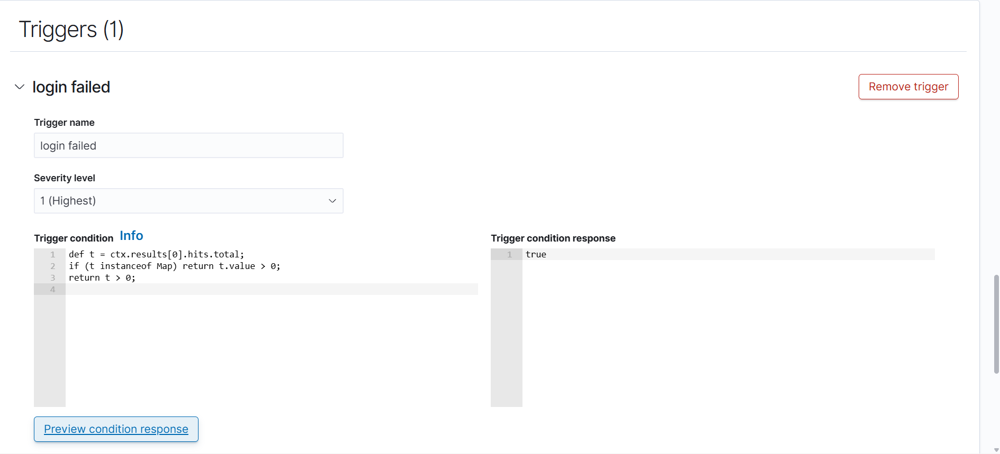 Triggers (1)
login failed
Remove trigger
Trigger name
login failed
Severity level
1 (Highest)
Trigger condition Info
1 def t = ctx.results[0].hits.total;
2 if (t instanceof Map) return t.value > 0;
3 return t > 0;
4
Trigger condition response
1 true
Preview condition response